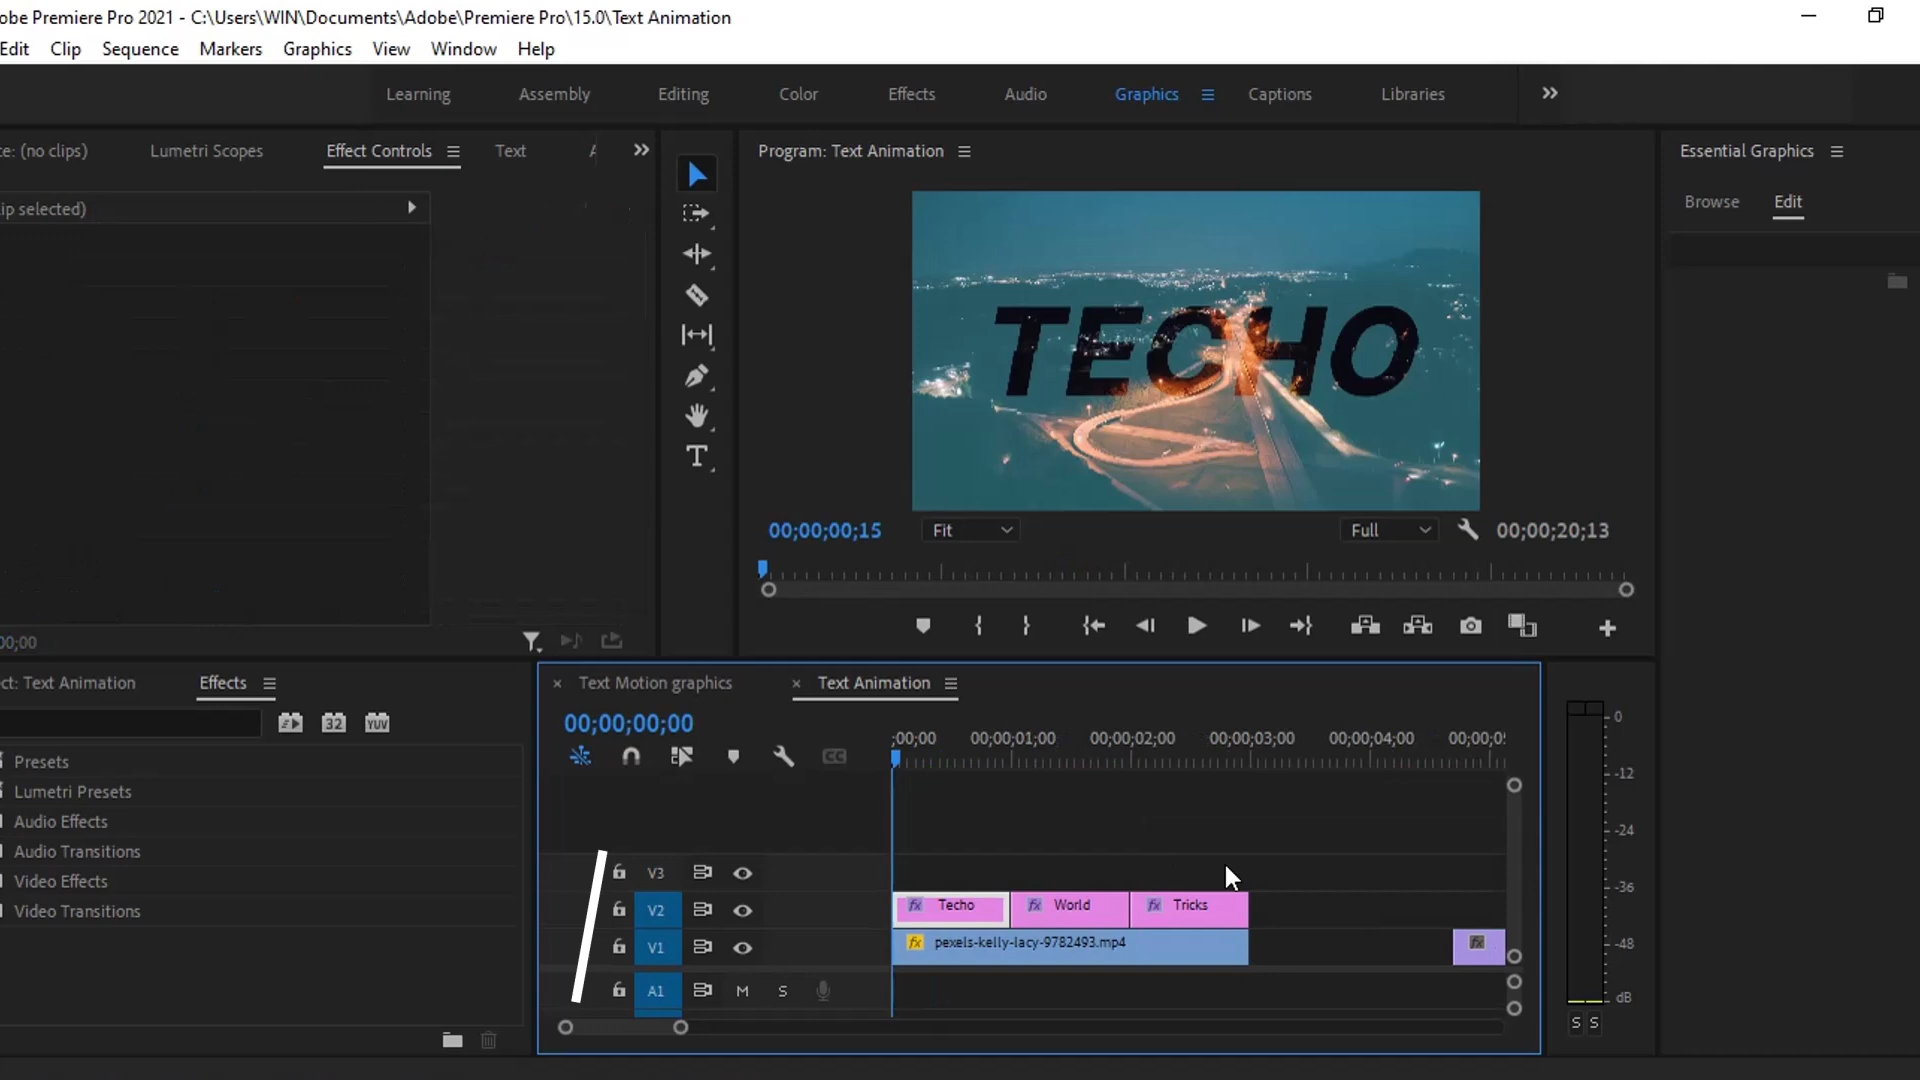 obe Premiere Pro 2021 - C:\Users\WIN\Documents\Adobe\Premiere Pro\15.0\Text Animation
Edit Clip Sequence Markers Graphics View Window Help
Learning Assembly Editing Color Effects Audio Graphics Captions Libraries
ce: (no clips) Lumetri Scopes Effect Controls Text
Program: Text Animation
Essential Graphics
Browse Edit
ip selected)
TECHO
00;00;00;15 Fit Full 00;00;20;13
00;00
ct: Text Animation Effects
32 YUV
Presets
Lumetri Presets
Audio Effects
Audio Transitions
Video Effects
Video Transitions
Text Motion graphics Text Animation
00;00;00;00
CC
;00;00 00;00;01;00 00;00;02;00 00;00;03;00 00;00;04;00 00;00;05
V3
V2 fx Techo fx World fx Tricks
V1 fx pexels-kelly-lacy-9782493.mp4 fx
A1 M S
0
-12
-24
-36
-48
dB
S S